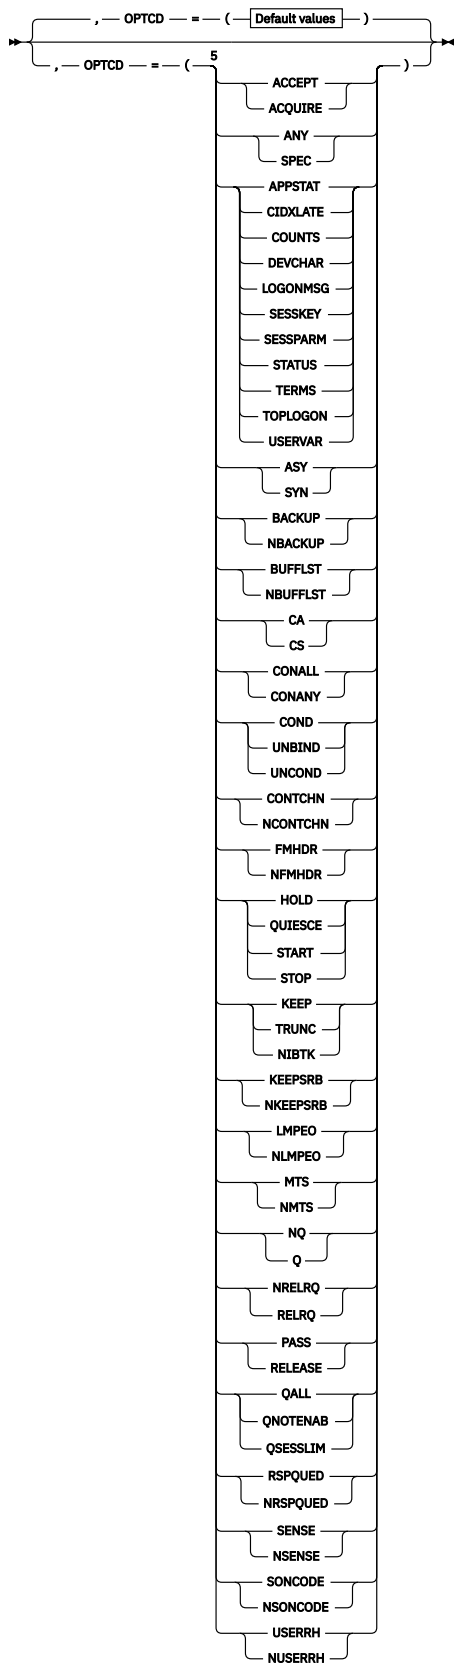 , OPTCD = ( Default values )
, OPTCD = ( 5 )
ACCEPT
ACQUIRE
ANY
SPEC
APPSTAT
CIDXLATE
COUNTS
DEVCHAR
LOGONMSG
SESSKEY
SESSPARM
STATUS
TERMS
TOPLOGON
USERVAR
ASY
SYN
BACKUP
NBACKUP
BUFFLST
NBUFFLST
CA
CS
CONALL
CONANY
COND
UNBIND
UNCOND
CONTCHN
NCONTCHN
FMHDR
NFMHDR
HOLD
QUIESCE
START
STOP
KEEP
TRUNC
NIBTK
KEEPSRB
NKEEPSRB
LMPEO
NLMPEO
MTS
NMTS
NQ
Q
NRELRQ
RELRQ
PASS
RELEASE
QALL
QNOTENAB
QSESSLIM
RSPQUED
NRSPQUED
SENSE
NSENSE
SONCODE
NSONCODE
USERRH
NUSERRH